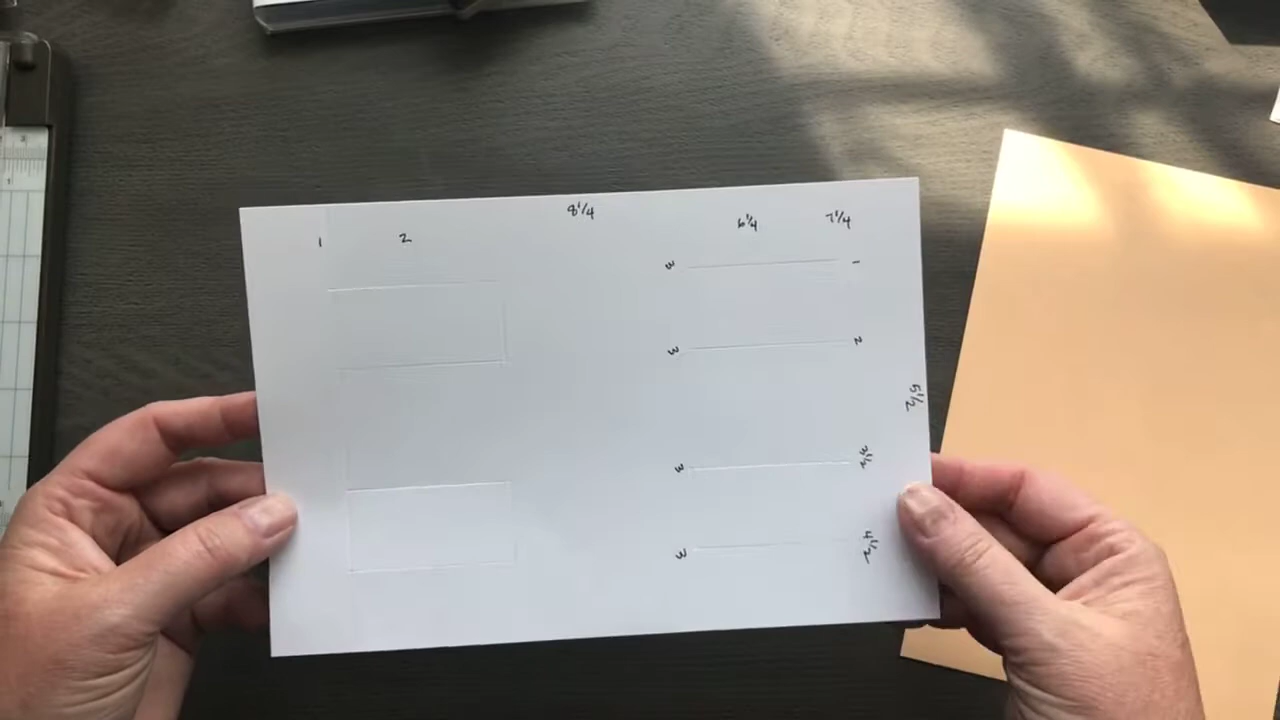 8 1/4
1 2 6 1/4 7 1/4
3 1
3 2
5 1/2
3 3 1/2
3 4 1/2